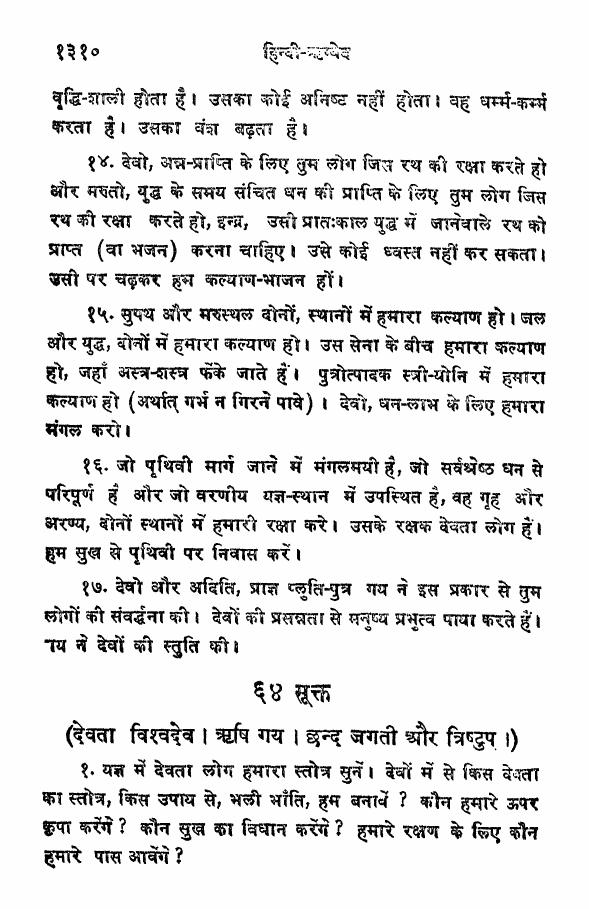 १३१०
हिन्दी-ऋग्वेद
वृद्धि-शाली होता है। उसका कोई अनिष्ट नहीं होता। वह धर्म्म-कर्म्म
करता है। उसका वंश बढ़ता है।
१४. देवो, अन्न-प्राप्ति के लिए तुम लोग जिस रथ की रक्षा करते हो
और मरुतो, युद्ध के समय संचित धन की प्राप्ति के लिए तुम लोग जिस
रथ की रक्षा करते हो, इन्द्र, उसी प्रातःकाल युद्ध में जानेवाले रथ को
प्राप्त (वा भजन) करना चाहिए। उसे कोई ध्वस्त नहीं कर सकता।
उसी पर चढ़कर हम कल्याण-भाजन हों।
१५. सुपथ और मरुस्थल दोनों, स्थानों में हमारा कल्याण हो। जल
और युद्ध, दोनों में हमारा कल्याण हो। उस सेना के बीच हमारा कल्याण
हो, जहाँ अस्त्र-शस्त्र फेंके जाते हैं। पुत्रोत्पादक स्त्री-योनि में हमारा
कल्याण हो (अर्थात् गर्भ न गिरने पावे)। देवो, धन-लाभ के लिए हमारा
मंगल करो।
१६. जो पृथिवी मार्ग जाने में मंगलमयी है, जो सर्वश्रेष्ठ धन से
परिपूर्ण है और जो वरणीय यज्ञ-स्थान में उपस्थित है, वह गृह और
अरण्य, दोनों स्थानों में हमारी रक्षा करे। उसके रक्षक देवता लोग हैं।
हम सुख से पृथिवी पर निवास करें।
१७. देवो और अदिति, प्राज्ञ प्लुति-पुत्र गय ने इस प्रकार से तुम
लोगों की संवर्द्धना की। देवों की प्रसन्नता से मनुष्य प्रभुत्व पाया करते हैं।
गय ने देवों की स्तुति की।
६४ सूक्त
(देवता विश्वदेव। ऋषि गय। छन्द जगती और त्रिष्टुप।)
१. यज्ञ में देवता लोग हमारा स्तोत्र सुनें। देवों में से किस देवता
का स्तोत्र, किस उपाय से, भली भाँति, हम बनावें? कौन हमारे ऊपर
कृपा करेंगे? कौन सुख का विधान करेंगे? हमारे रक्षण के लिए कौन
हमारे पास आवेंगे?